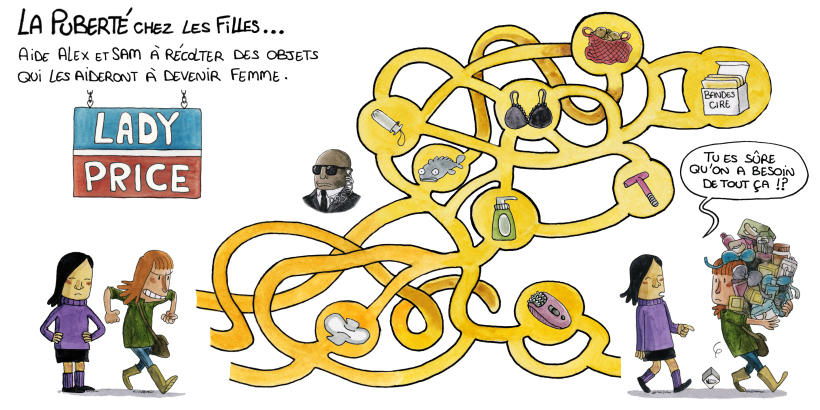 LA PUBERTÉ CHEZ LES FILLES...
AIDE ALEX ET SAM À RÉCOLTER DES OBJETS
QUI LES AIDERONT À DEVENIR FEMME.
LADY
PRICE
BANDES
CIRE
TU ES SÛRE
QU'ON A BESOIN
DE TOUT ÇA !?